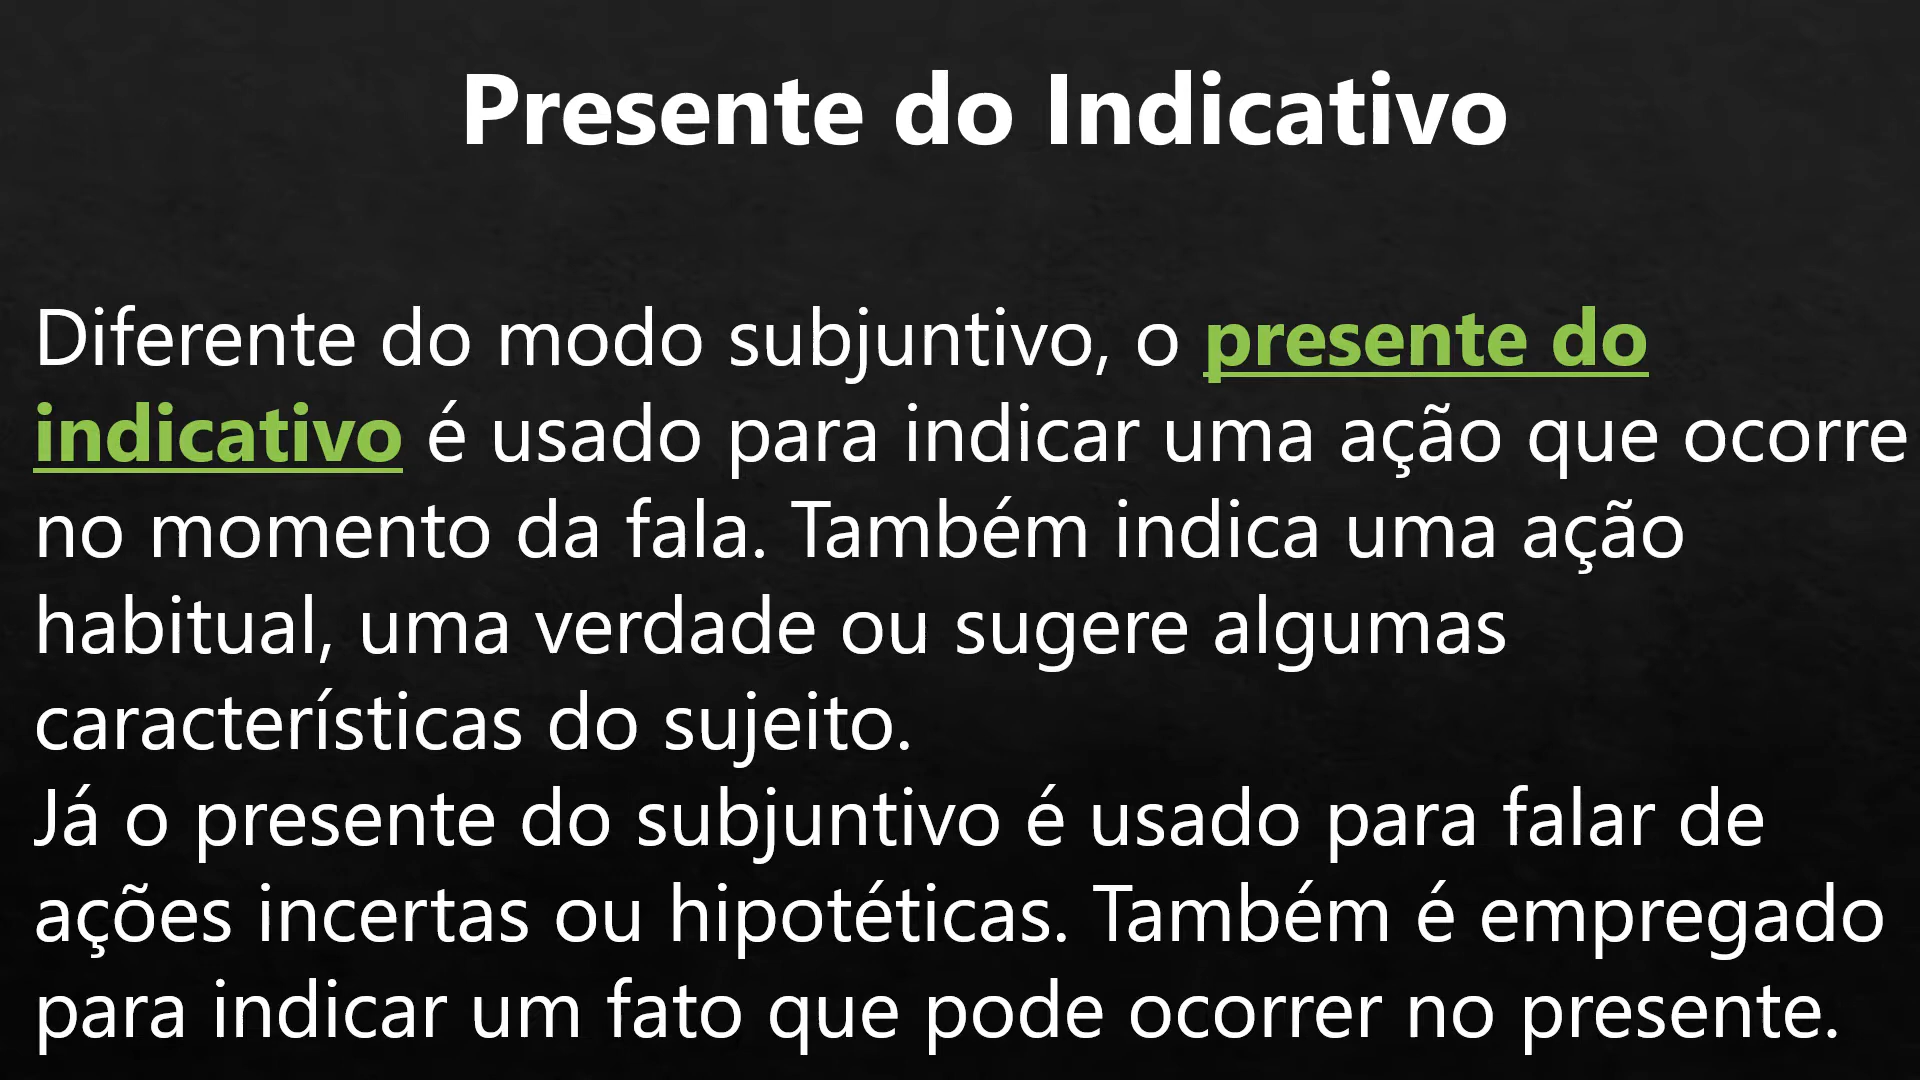 Presente do Indicativo
Diferente do modo subjuntivo, o presente do
indicativo é usado para indicar uma ação que ocorre
no momento da fala. Também indica uma ação
habitual, uma verdade ou sugere algumas
características do sujeito.
Já o presente do subjuntivo é usado para falar de
ações incertas ou hipotéticas. Também é empregado
para indicar um fato que pode ocorrer no presente.